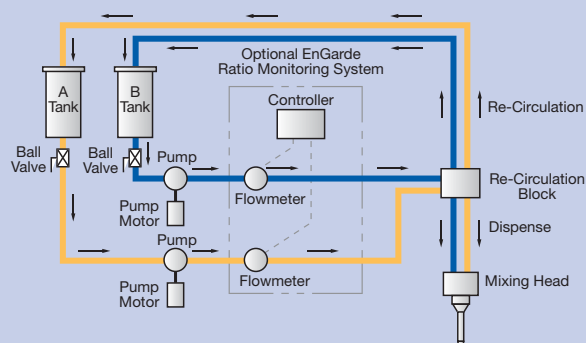 Optional EnGarde
Ratio Monitoring System
A
Tank
B
Tank
Controller
Re-Circulation
Ball
Valve
Ball
Valve
Pump
Flowmeter
Pump
Motor
Re-Circulation
Block
Dispense
Pump
Flowmeter
Pump
Motor
Mixing Head